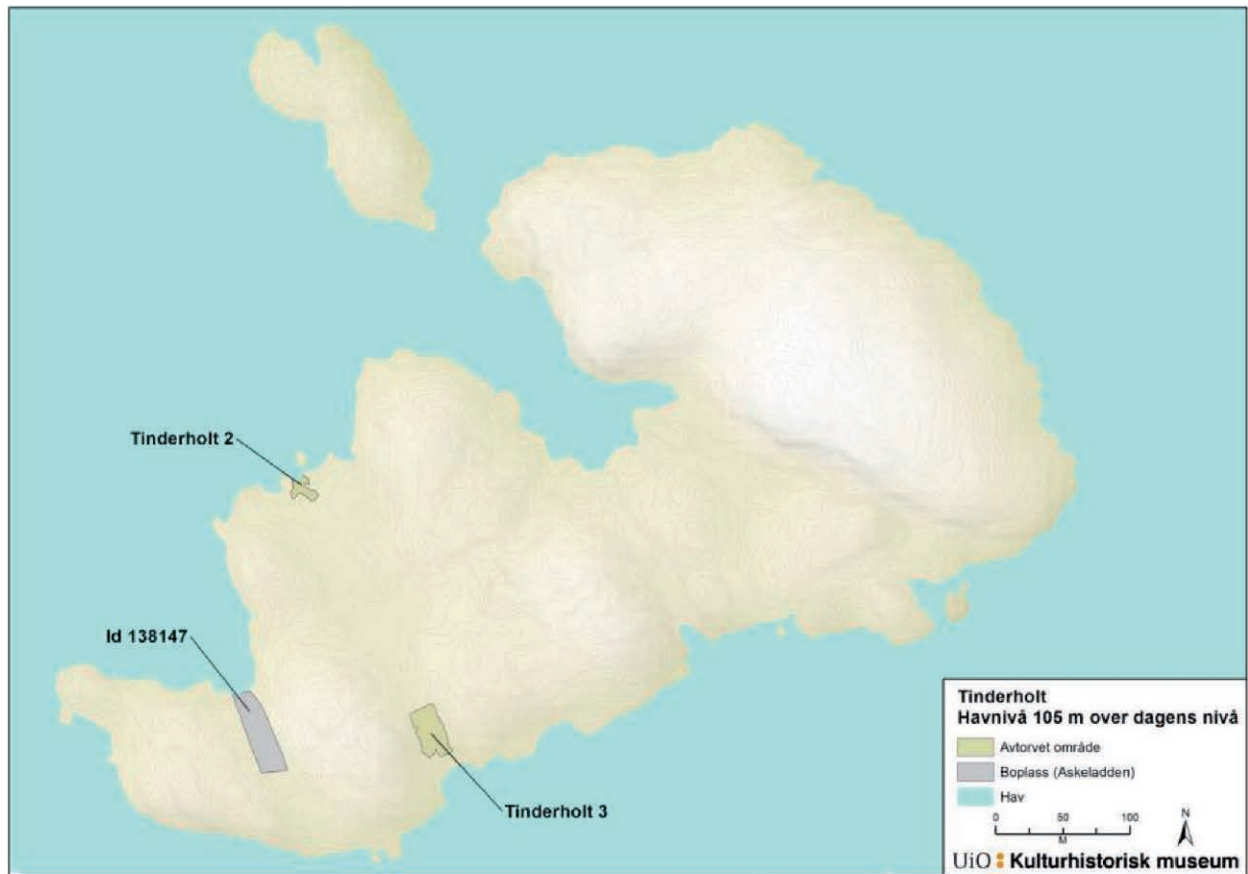 Tinderholt 2
Id 138147
Tinderholt 3
Tinderholt
Havnivå 105 m over dagens nivå
Avtorvet område
Boplass (Askeladden)
Hav
0 50 100
M
N
UiO Kulturhistorisk museum